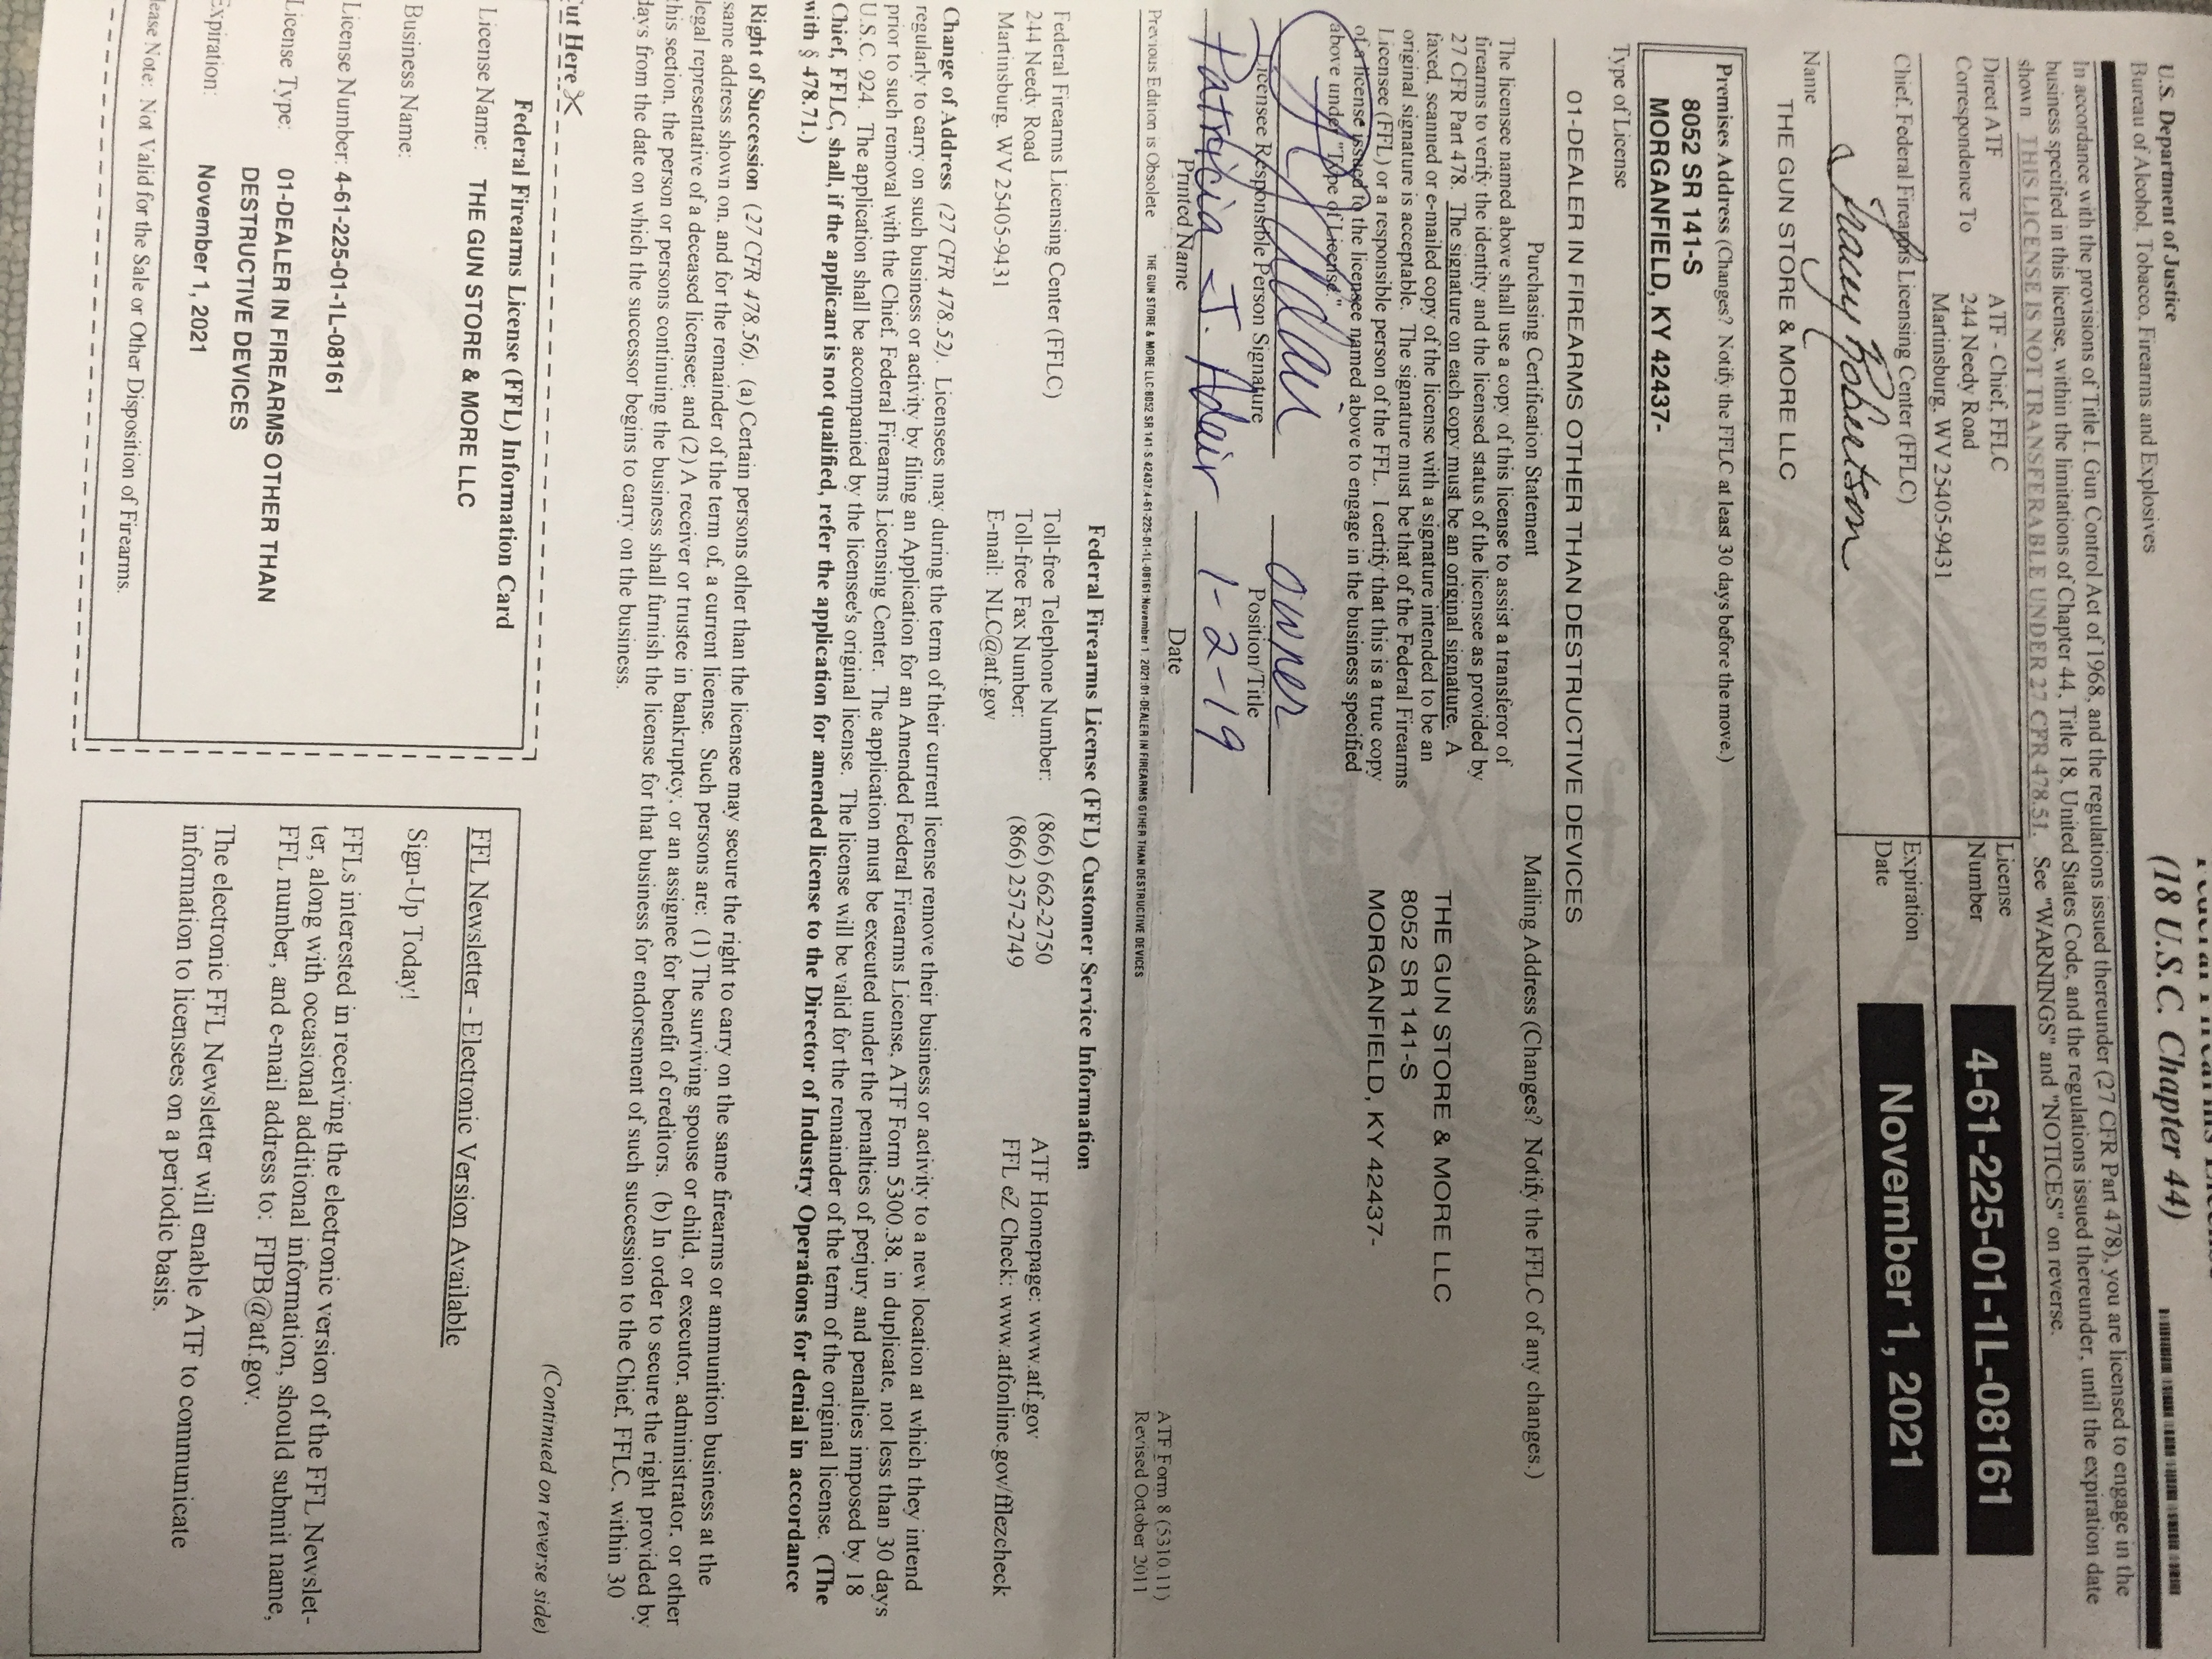 (18 U.S.C. Chapter 44)
U.S. Department of Justice
Bureau of Alcohol, Tobacco, Firearms and Explosives
In accordance with the provisions of Title I, Gun Control Act of 1968, and the regulations issued thereunder (27 CFR Part 478), you are licensed to engage in the
business specified in this license, within the limitations of Chapter 44, Title 18, United States Code, and the regulations issued thereunder, until the expiration date
shown THIS LICENSE IS NOT TRANSFERABLE UNDER 27 CFR 478.51. See "WARNINGS" and "NOTICES" on reverse.
Direct ATF
Correspondence To
ATF - Chief, FFLC
244 Needy Road
Martinsburg, WV 25405-9431
License
Number
4-61-225-01-1L-08161
Chief, Federal Firearms Licensing Center (FFLC)
Tracey Robertson
Expiration
Date
November 1, 2021
Name
THE GUN STORE & MORE LLC
Premises Address (Changes? Notify the FFLC at least 30 days before the move.)
8052 SR 141-S
MORGANFIELD, KY 42437-
Type of License
01-DEALER IN FIREARMS OTHER THAN DESTRUCTIVE DEVICES
Purchasing Certification Statement
The licensee named above shall use a copy of this license to assist a transferor of
firearms to verify the identity and the licensed status of the licensee as provided by
27 CFR Part 478. The signature on each copy must be an original signature. A
faxed, scanned or e-mailed copy of the license with a signature intended to be an
original signature is acceptable. The signature must be that of the Federal Firearms
Licensee (FFL) or a responsible person of the FFL. I certify that this is a true copy
of a license issued to the licensee named above to engage in the business specified
above under "Type of License."
Mailing Address (Changes? Notify the FFLC of any changes.)
THE GUN STORE & MORE LLC
8052 SR 141-S
MORGANFIELD, KY 42437-
owner
Licensee Responsible Person Signature
Position/Title
Patricia J. Adair
1-2-19
Printed Name
Date
Previous Edition is Obsolete
THE GUN STORE & MORE LLC:8052 SR 141-S:42437:4-61-225-01-1L-08161:November 1, 2021:01-DEALER IN FIREARMS OTHER THAN DESTRUCTIVE DEVICES
ATF Form 8 (5310.11)
Revised October 2011
Federal Firearms License (FFL) Customer Service Information
Federal Firearms Licensing Center (FFLC)
244 Needy Road
Martinsburg, WV 25405-9431
Toll-free Telephone Number: (866) 662-2750
Toll-free Fax Number: (866) 257-2749
E-mail: NLC@atf.gov
ATF Homepage: www.atf.gov
FFL eZ Check: www.atfonline.gov/fflezcheck
Change of Address (27 CFR 478.52). Licensees may during the term of their current license remove their business or activity to a new location at which they intend
regularly to carry on such business or activity by filing an Application for an Amended Federal Firearms License, ATF Form 5300.38, in duplicate, not less than 30 days
prior to such removal with the Chief, Federal Firearms Licensing Center. The application must be executed under the penalties of perjury and penalties imposed by 18
U.S.C. 924. The application shall be accompanied by the licensee's original license. The license will be valid for the remainder of the term of the original license. (The
Chief, FFLC, shall, if the applicant is not qualified, refer the application for amended license to the Director of Industry Operations for denial in accordance
with § 478.71.)
Right of Succession (27 CFR 478.56). (a) Certain persons other than the licensee may secure the right to carry on the same firearms or ammunition business at the
same address shown on, and for the remainder of the term of, a current license. Such persons are: (1) The surviving spouse or child, or executor, administrator, or other
legal representative of a deceased licensee; and (2) A receiver or trustee in bankruptcy, or an assignee for benefit of creditors. (b) In order to secure the right provided by
this section, the person or persons continuing the business shall furnish the license for that business for endorsement of such succession to the Chief, FFLC, within 30
days from the date on which the successor begins to carry on the business.
(Continued on reverse side)
Cut Here
Federal Firearms License (FFL) Information Card
License Name: THE GUN STORE & MORE LLC
Business Name:
License Number: 4-61-225-01-1L-08161
License Type: 01-DEALER IN FIREARMS OTHER THAN
DESTRUCTIVE DEVICES
Expiration: November 1, 2021
Please Note: Not Valid for the Sale or Other Disposition of Firearms.
FFL Newsletter - Electronic Version Available
Sign-Up Today!
FFLs interested in receiving the electronic version of the FFL Newslet-
ter, along with occasional additional information, should submit name,
FFL number, and e-mail address to: FIPB@atf.gov.
The electronic FFL Newsletter will enable ATF to communicate
information to licensees on a periodic basis.